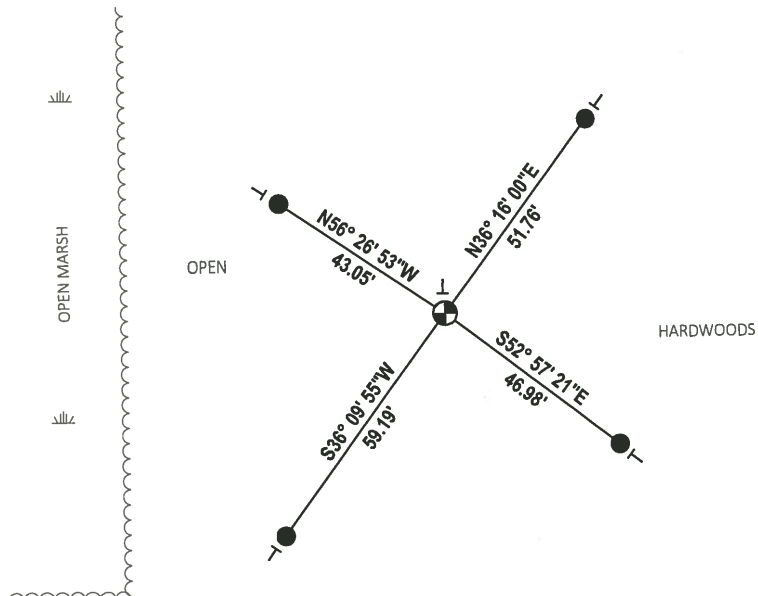 N36° 16' 00"E
51.76'
N56° 26' 53"W
43.05'
OPEN MARSH
OPEN
HARDWOODS
S52° 57' 21"E
46.98'
S36° 09' 55"W
59.19'